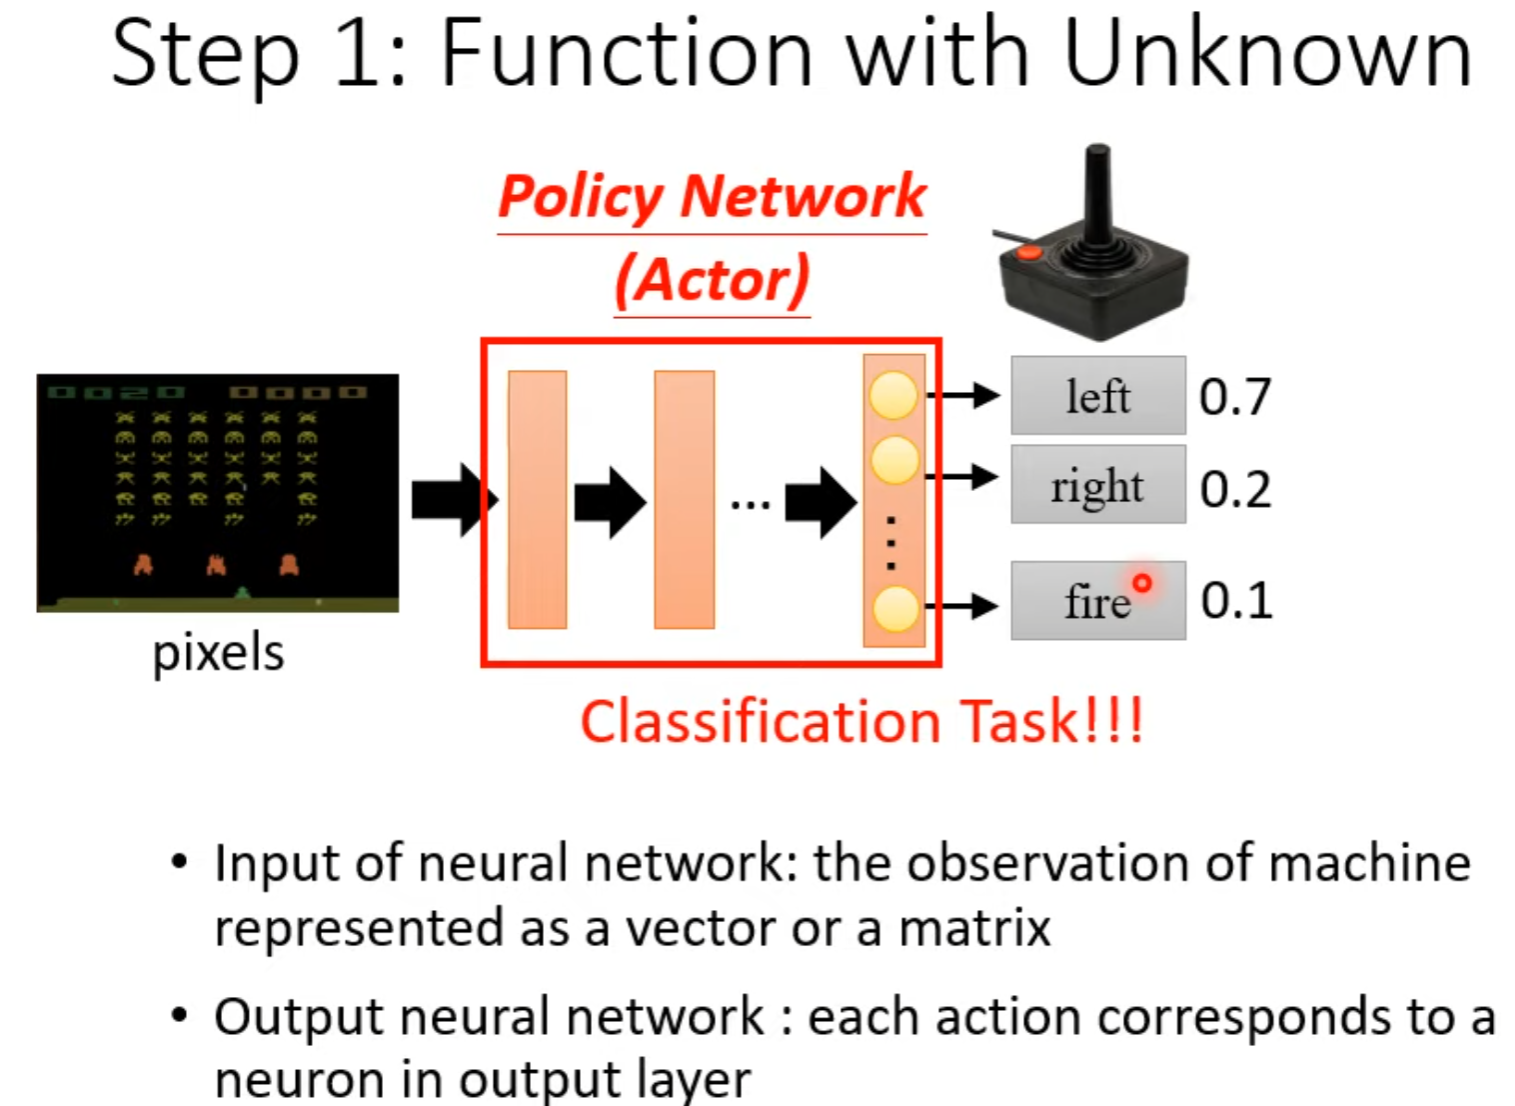 Step 1: Function with Unknown
Policy Network
(Actor)
0020 0000
left 0.7
right 0.2
...
fire 0.1
pixels
Classification Task!!!
• Input of neural network: the observation of machine
represented as a vector or a matrix
• Output neural network : each action corresponds to a
neuron in output layer